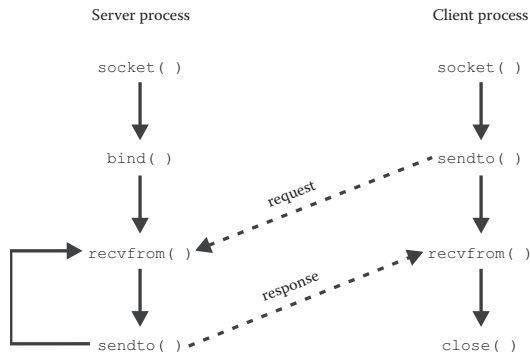 Server process
Client process
socket( )
socket( )
bind( )
sendto( )
request
recvfrom( )
recvfrom( )
response
sendto( )
close( )